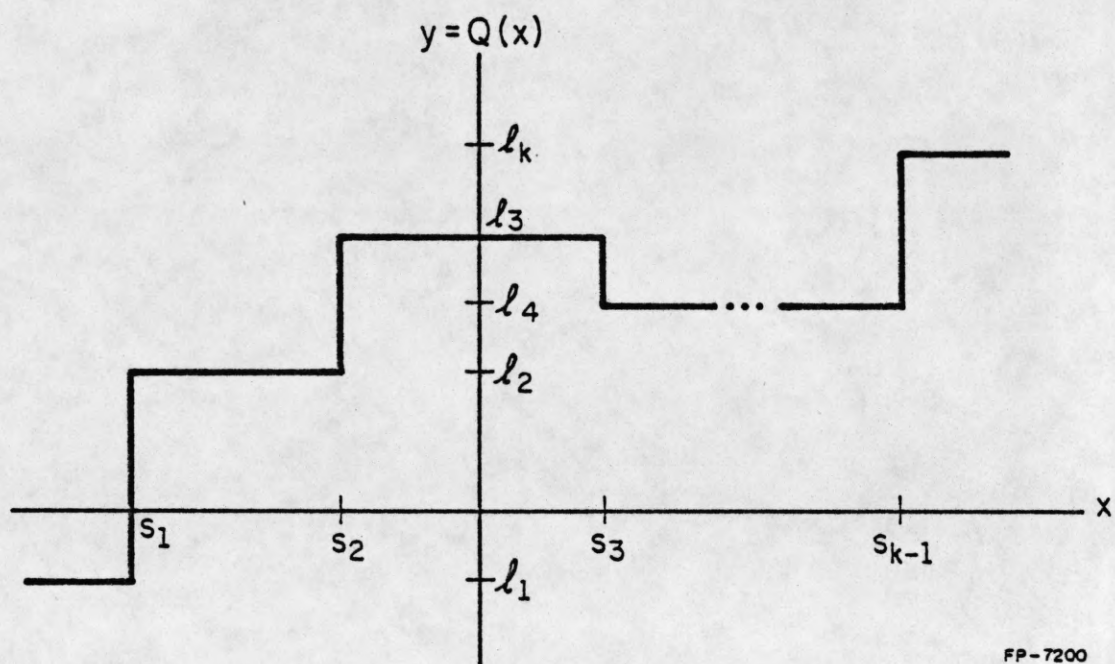 y = Q(x)
ℓk
ℓ3
ℓ4
ℓ2
x
s1
s2
s3
sk-1
ℓ1
FP-7200